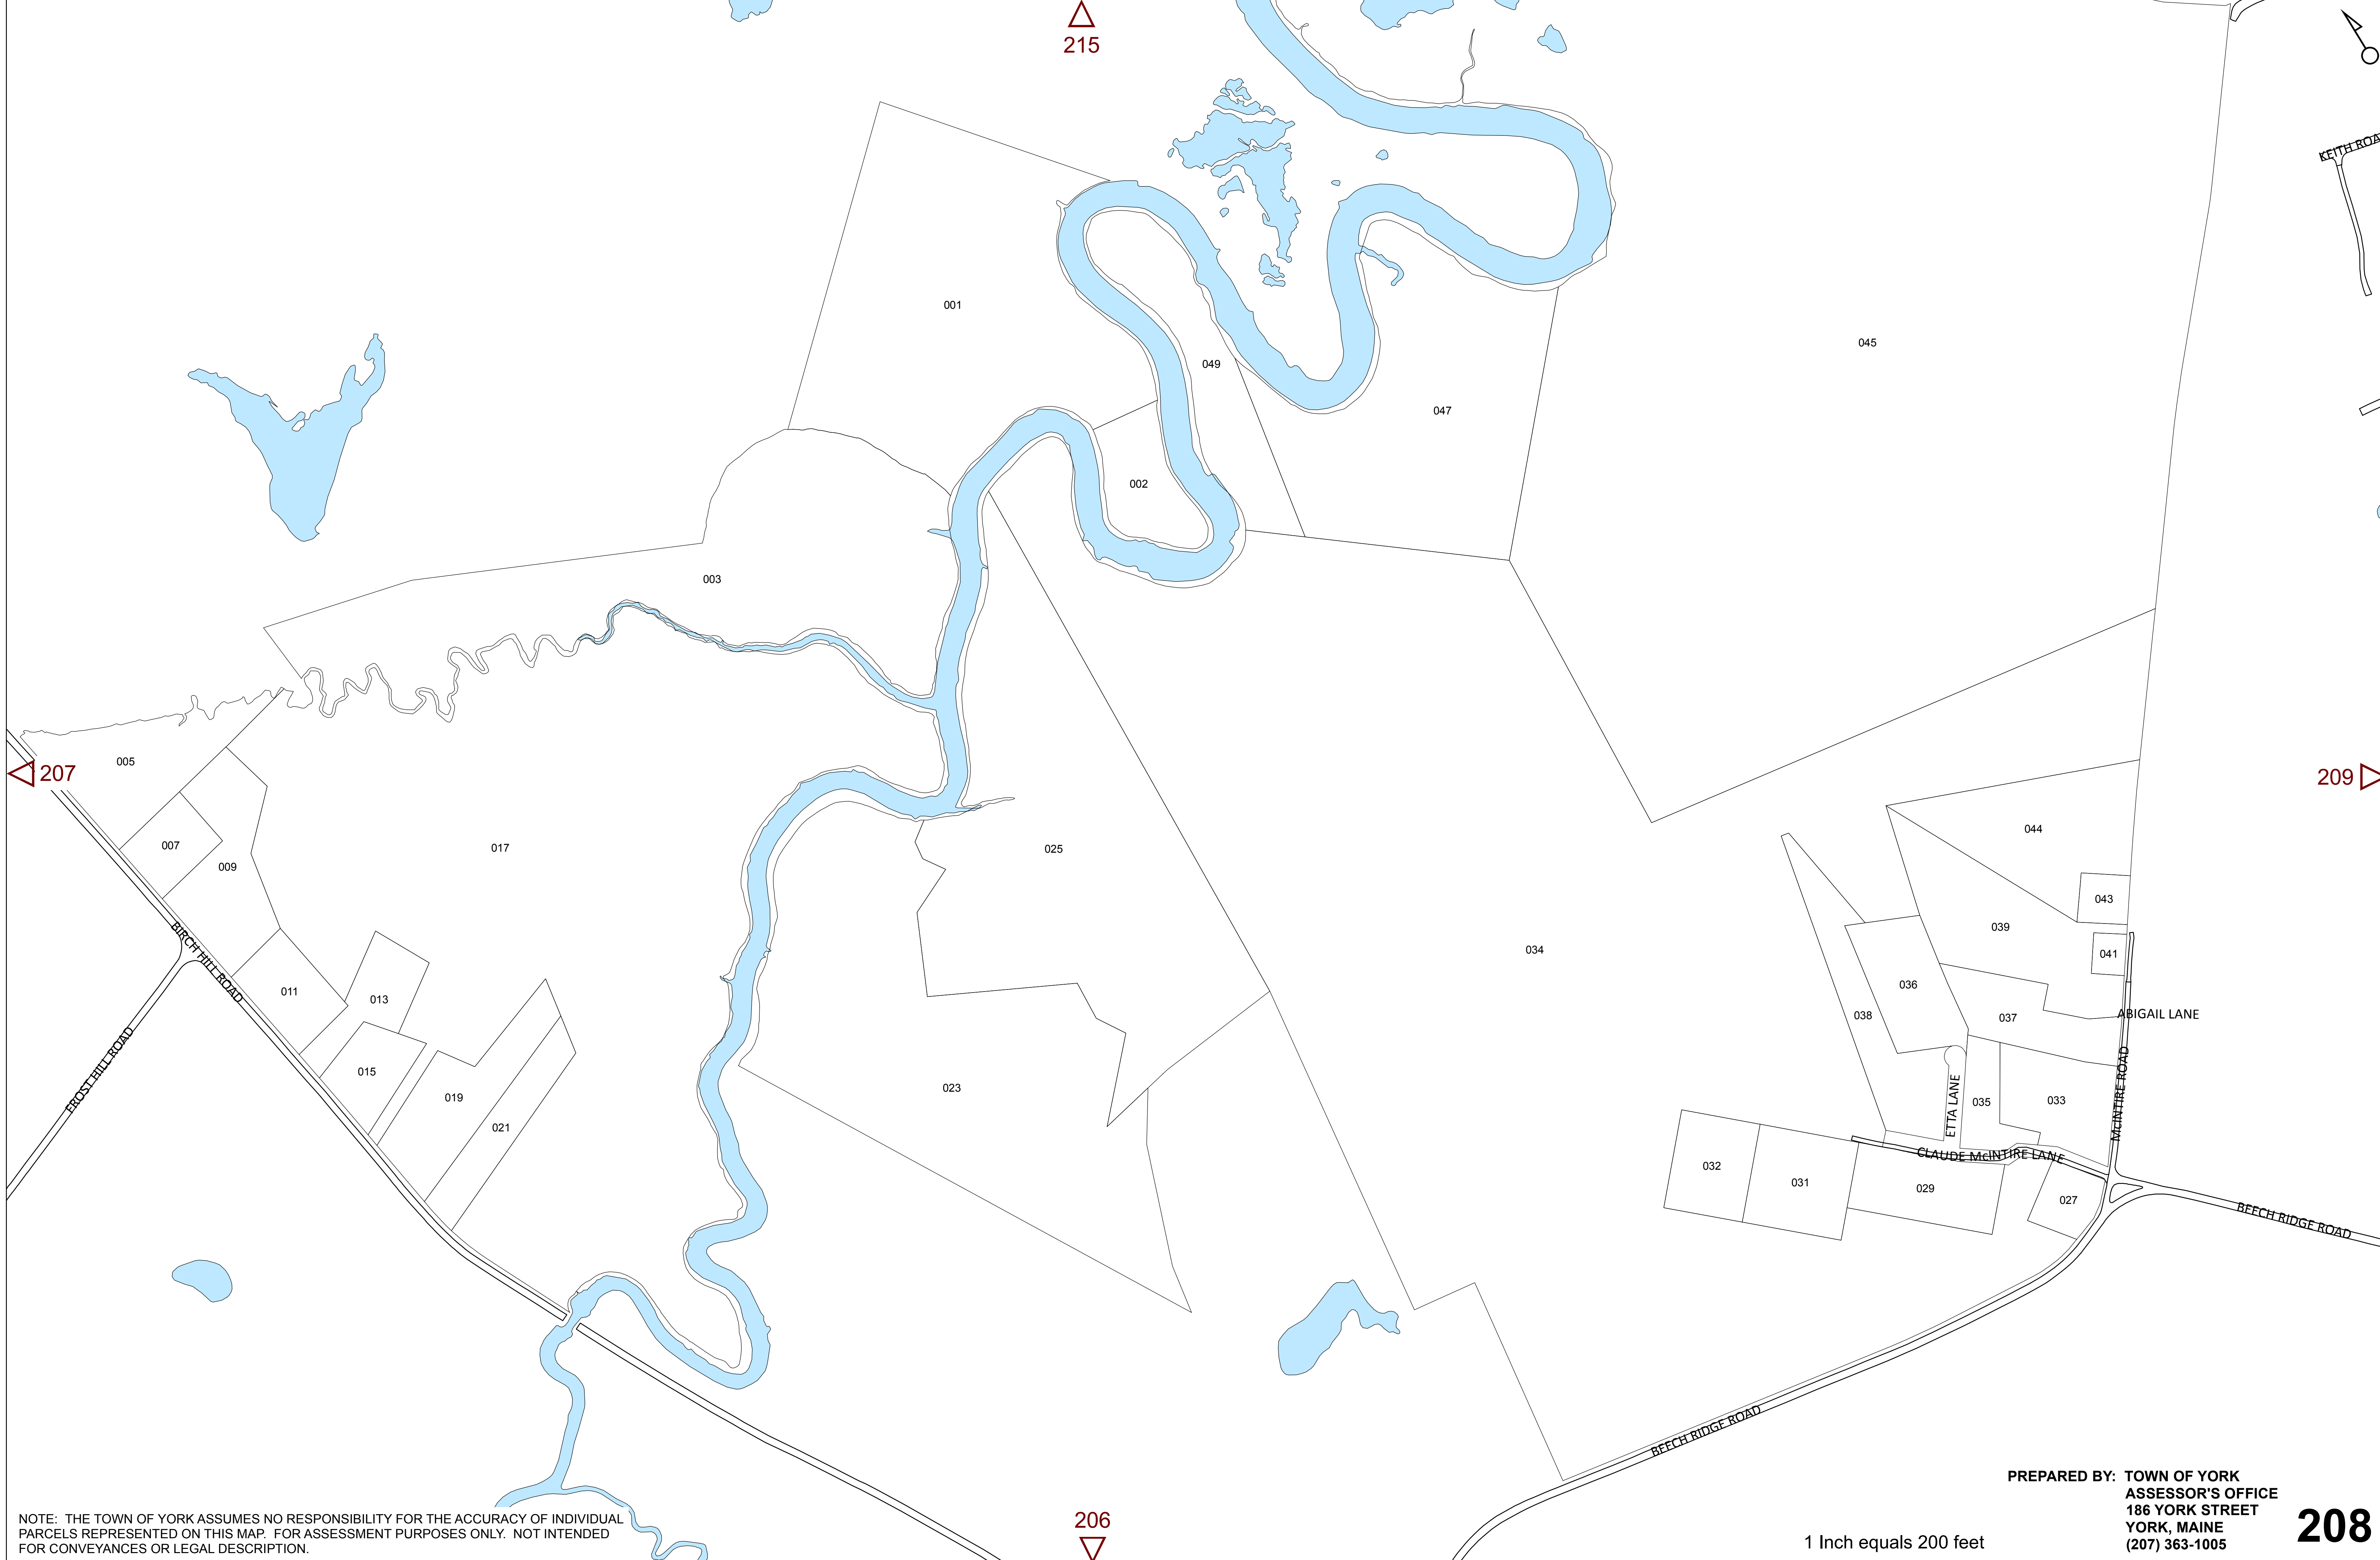 215
KEITH ROA
001
045
049
047
002
003
005
207
209
007
017
025
044
009
043
039
BIRCH HILL ROAD
034
041
036
011
013
038
037
ABIGAIL LANE
FROST HILL ROAD
015
019
023
ETTA LANE
035
033
McINTIRE ROAD
021
CLAUDE McINTIRE LANE
032
031
029
027
BEECH RIDGE ROAD
BEECH RIDGE ROAD
PREPARED BY: TOWN OF YORK
ASSESSOR'S OFFICE
186 YORK STREET
YORK, MAINE
(207) 363-1005
208
NOTE: THE TOWN OF YORK ASSUMES NO RESPONSIBILITY FOR THE ACCURACY OF INDIVIDUAL
PARCELS REPRESENTED ON THIS MAP. FOR ASSESSMENT PURPOSES ONLY. NOT INTENDED
FOR CONVEYANCES OR LEGAL DESCRIPTION.
206
1 Inch equals 200 feet